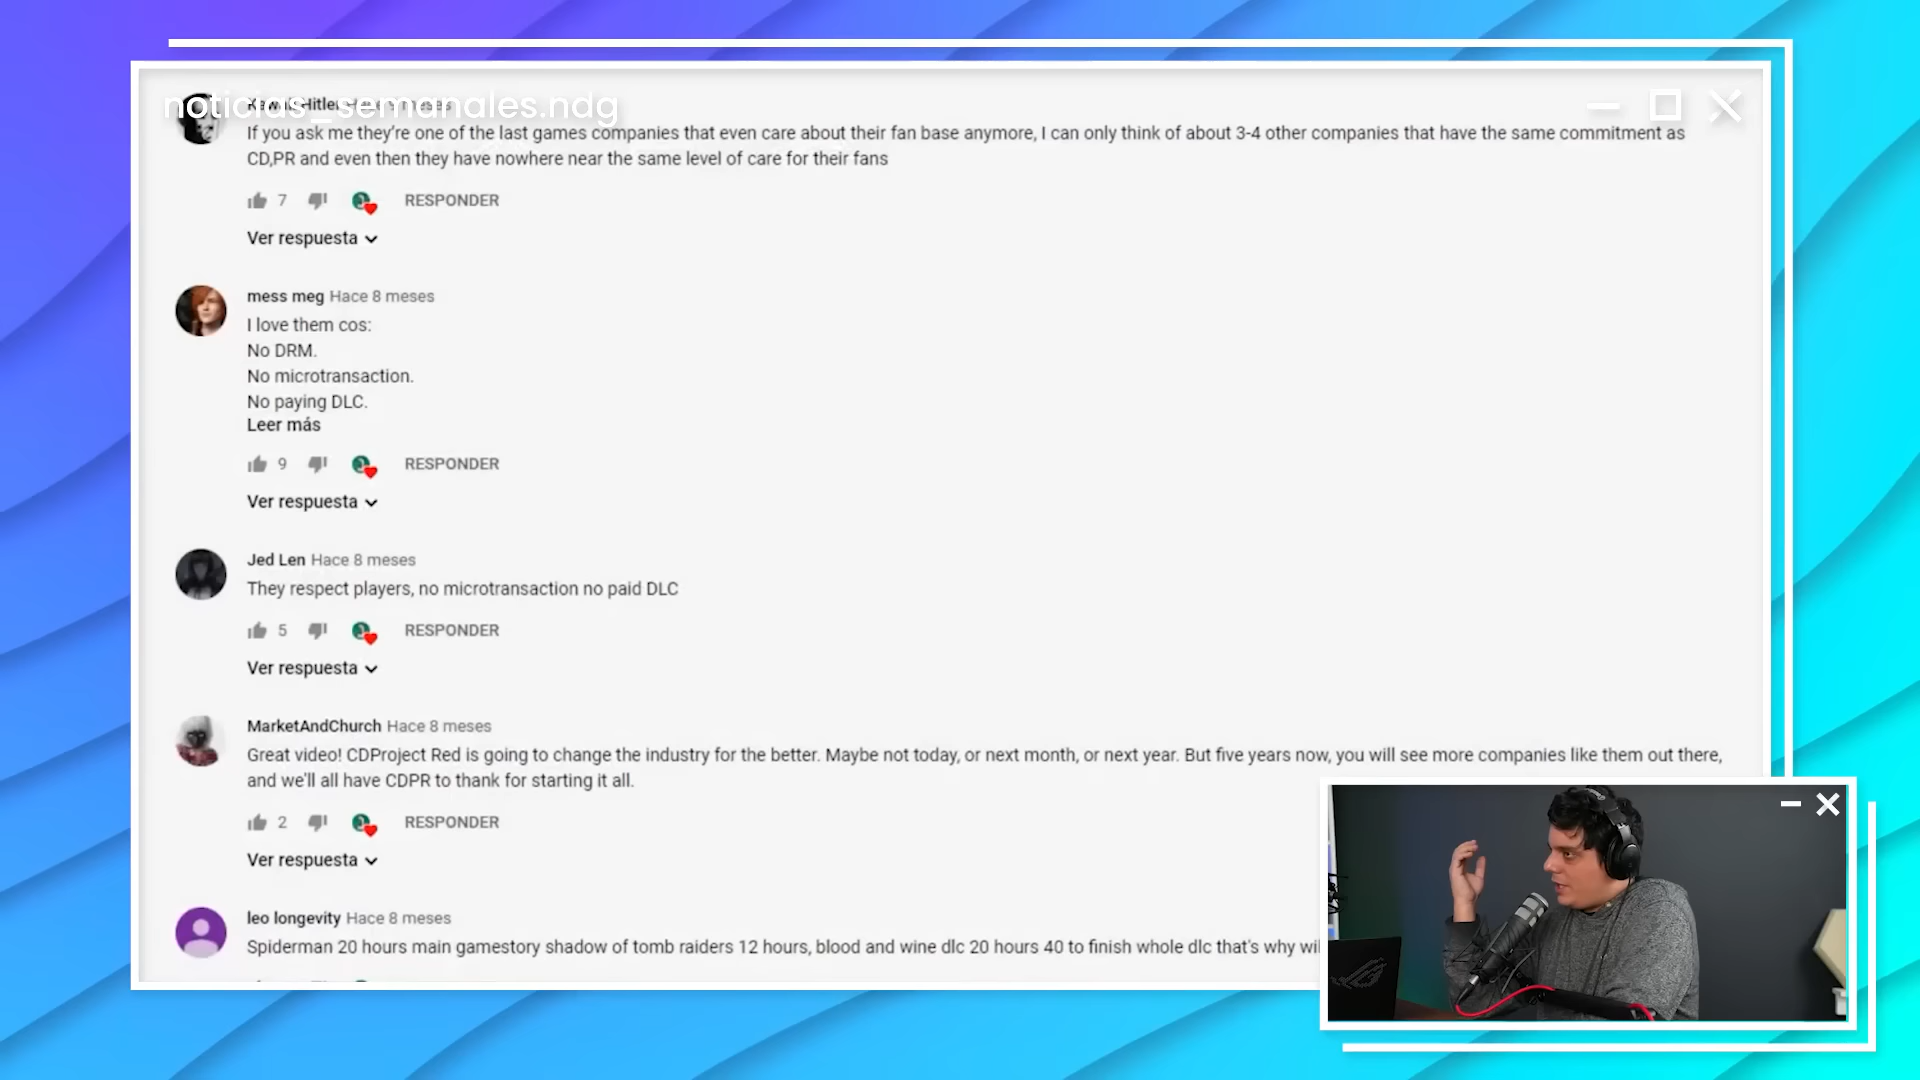 noticias_semanales.ndg
Hitler
If you ask me they're one of the last games companies that even care about their fan base anymore, I can only think of about 3-4 other companies that have the same commitment as
CD,PR and even then they have nowhere near the same level of care for their fans
7 RESPONDER
Ver respuesta
mess meg Hace 8 meses
I love them cos:
No DRM.
No microtransaction.
No paying DLC.
Leer más
9 RESPONDER
Ver respuesta
Jed Len Hace 8 meses
They respect players, no microtransaction no paid DLC
5 RESPONDER
Ver respuesta
MarketAndChurch Hace 8 meses
Great video! CDProject Red is going to change the industry for the better. Maybe not today, or next month, or next year. But five years now, you will see more companies like them out there,
and we'll all have CDPR to thank for starting it all.
2 RESPONDER
Ver respuesta
leo longevity Hace 8 meses
Spiderman 20 hours main gamestory shadow of tomb raiders 12 hours, blood and wine dlc 20 hours 40 to finish whole dlc that's why